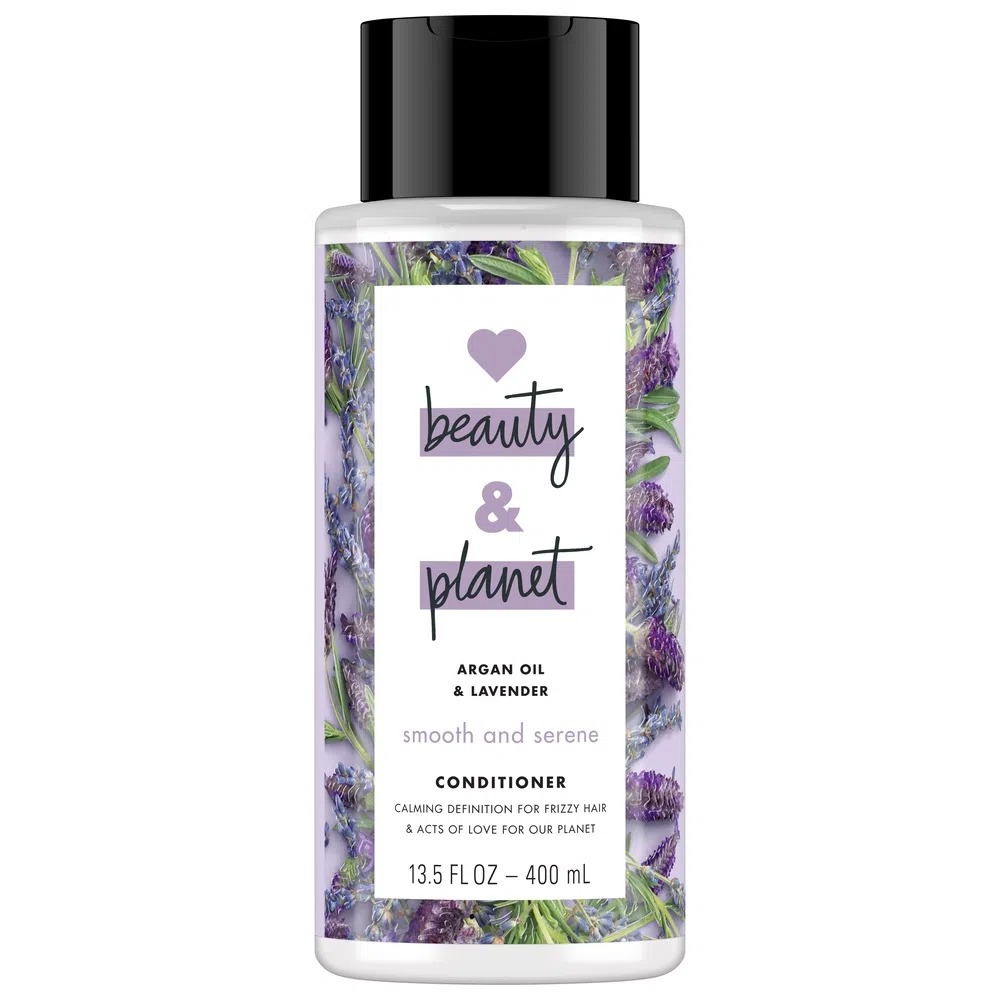 beauty
&
planet
ARGAN OIL
& LAVENDER
smooth and serene
CONDITIONER
CALMING DEFINITION FOR FRIZZY HAIR
& ACTS OF LOVE FOR OUR PLANET
13.5 FL OZ – 400 mL